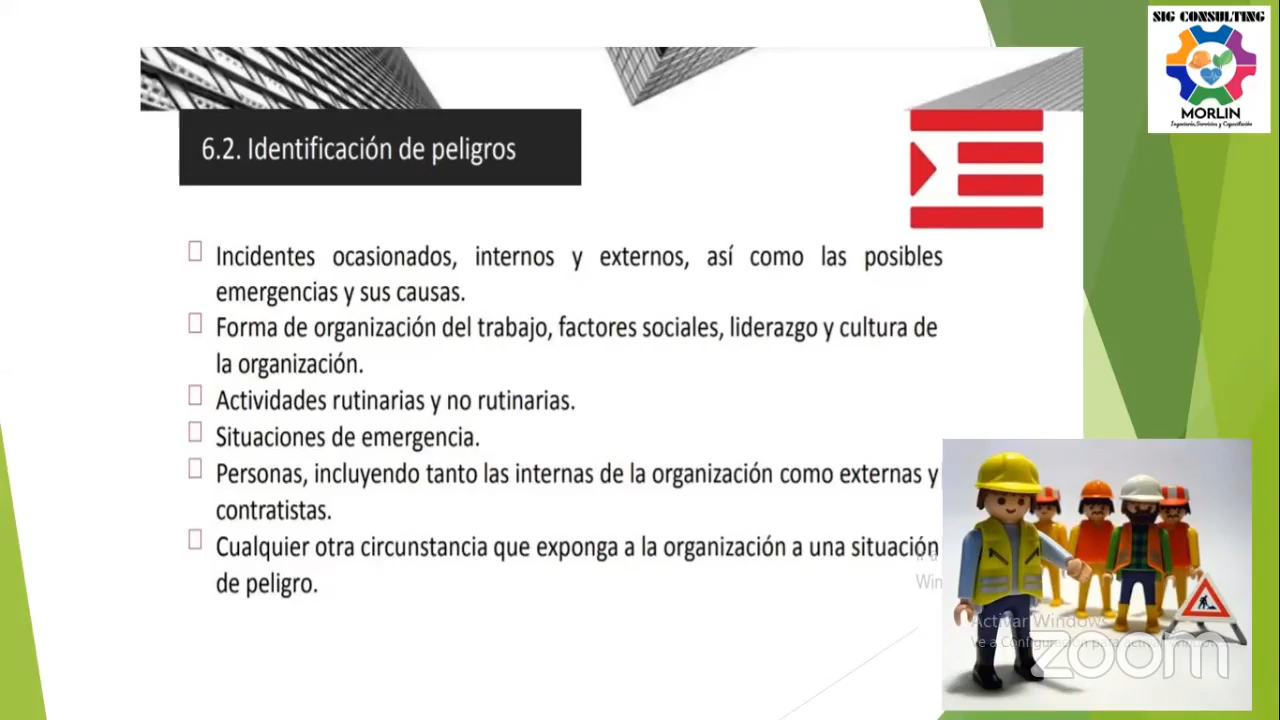 SIG CONSULTING
MORLIN
Ingeniería, Servicios y Capacitación
6.2. Identificación de peligros
Incidentes ocasionados, internos y externos, así como las posibles
emergencias y sus causas.
Forma de organización del trabajo, factores sociales, liderazgo y cultura de
la organización.
Actividades rutinarias y no rutinarias.
Situaciones de emergencia.
Personas, incluyendo tanto las internas de la organización como externas y
contratistas.
Cualquier otra circunstancia que exponga a la organización a una situación
de peligro.
Activar Windows
Ve a Configuración para activar
zoom